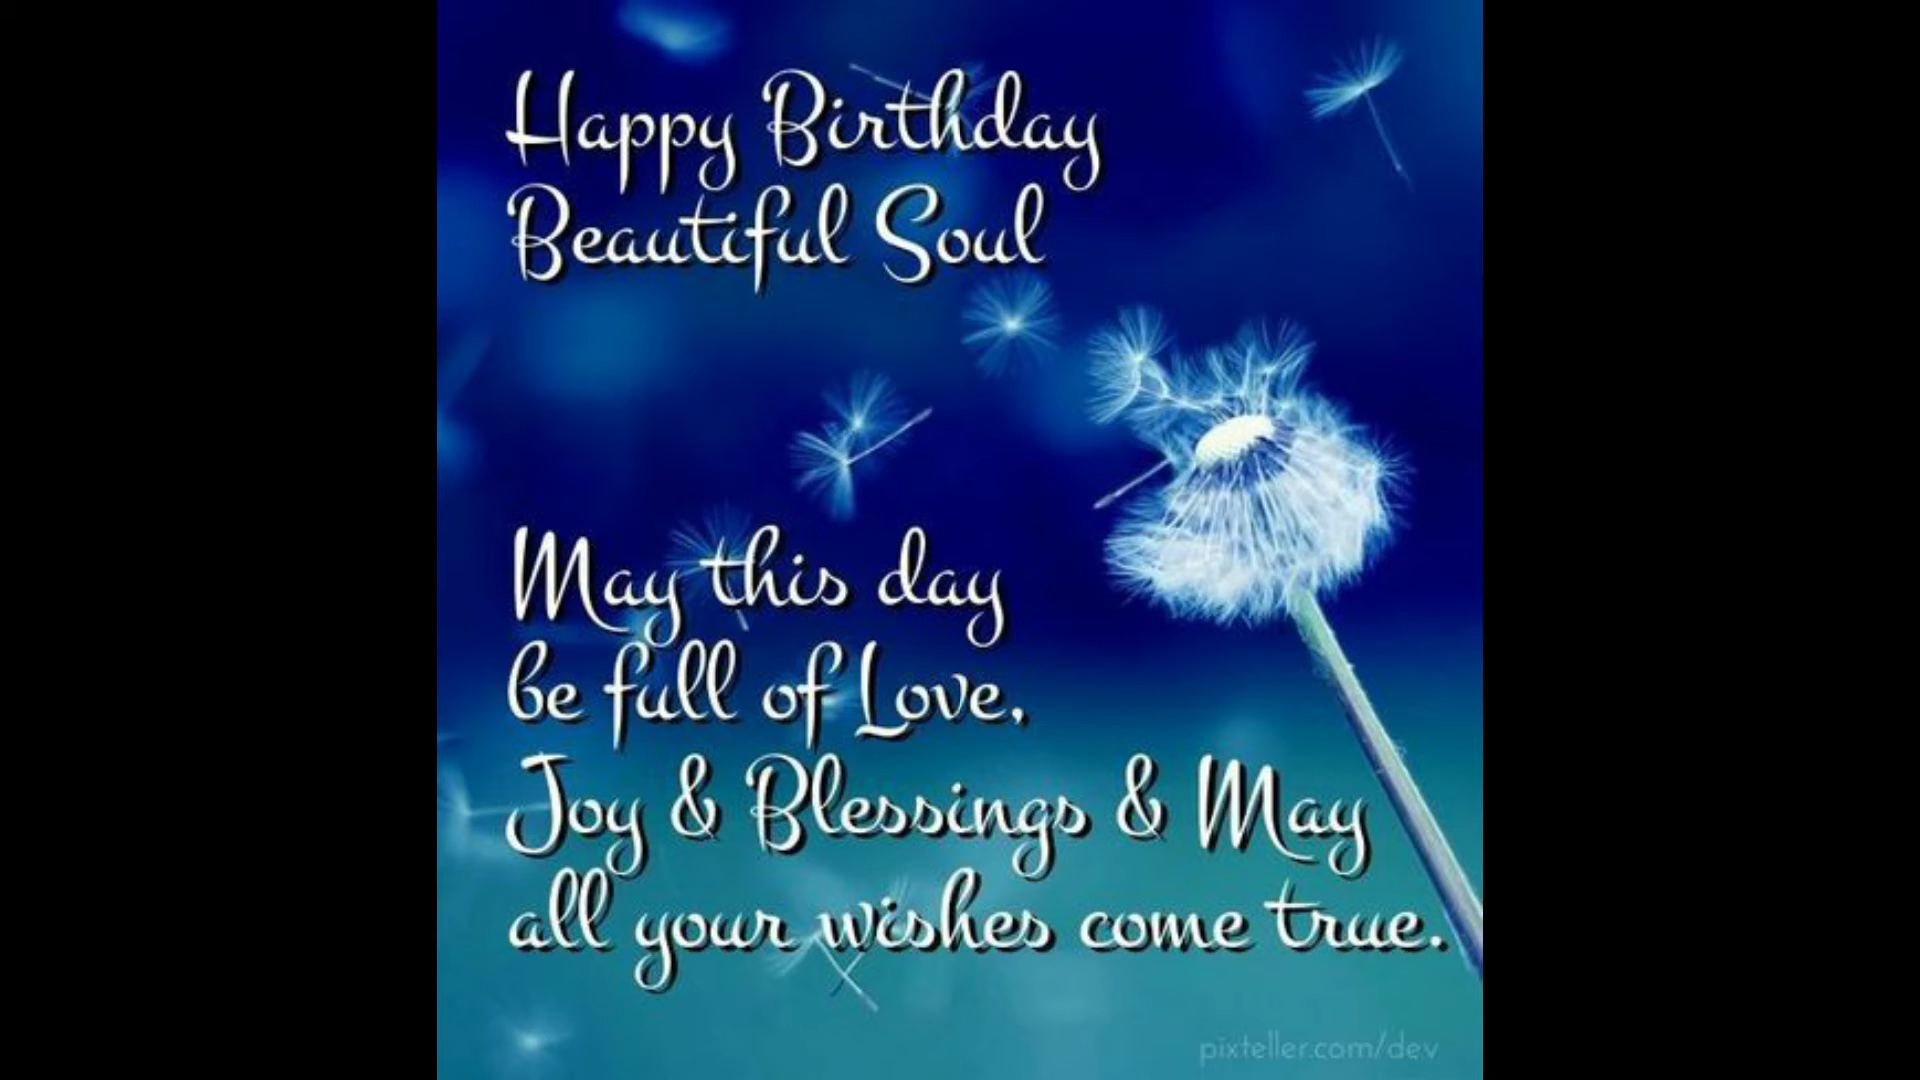 Happy Birthday
Beautiful Soul
May this day
be full of Love,
Joy & Blessings & May
all your wishes come true.
pixteller.com/dev